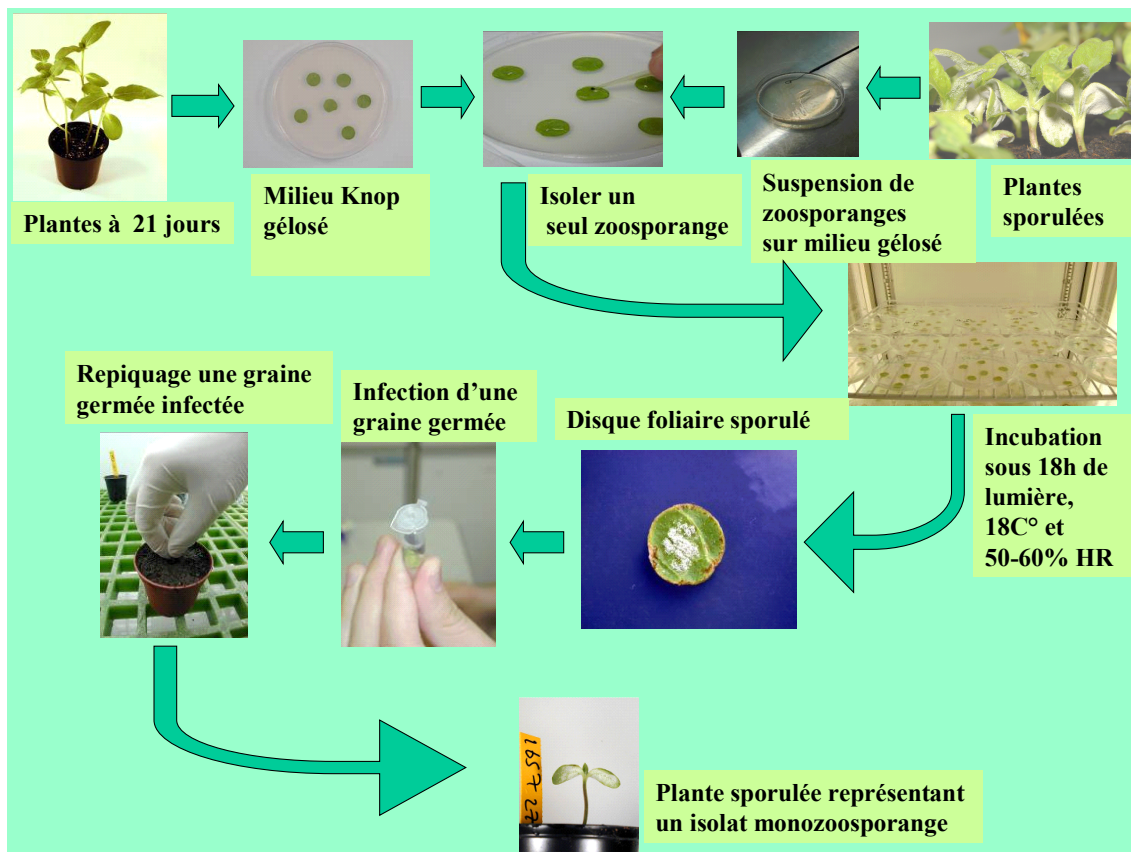 Plantes à 21 jours
Milieu Knop
gélosé
Isoler un
seul zoosporange
Suspension de
zoosporanges
sur milieu gélosé
Plantes
sporulées
Incubation
sous 18h de
lumière,
18C° et
50-60% HR
Disque foliaire sporulé
Infection d’une
graine germée
Repiquage une graine
germée infectée
Plante sporulée représentant
un isolat monozoosporange